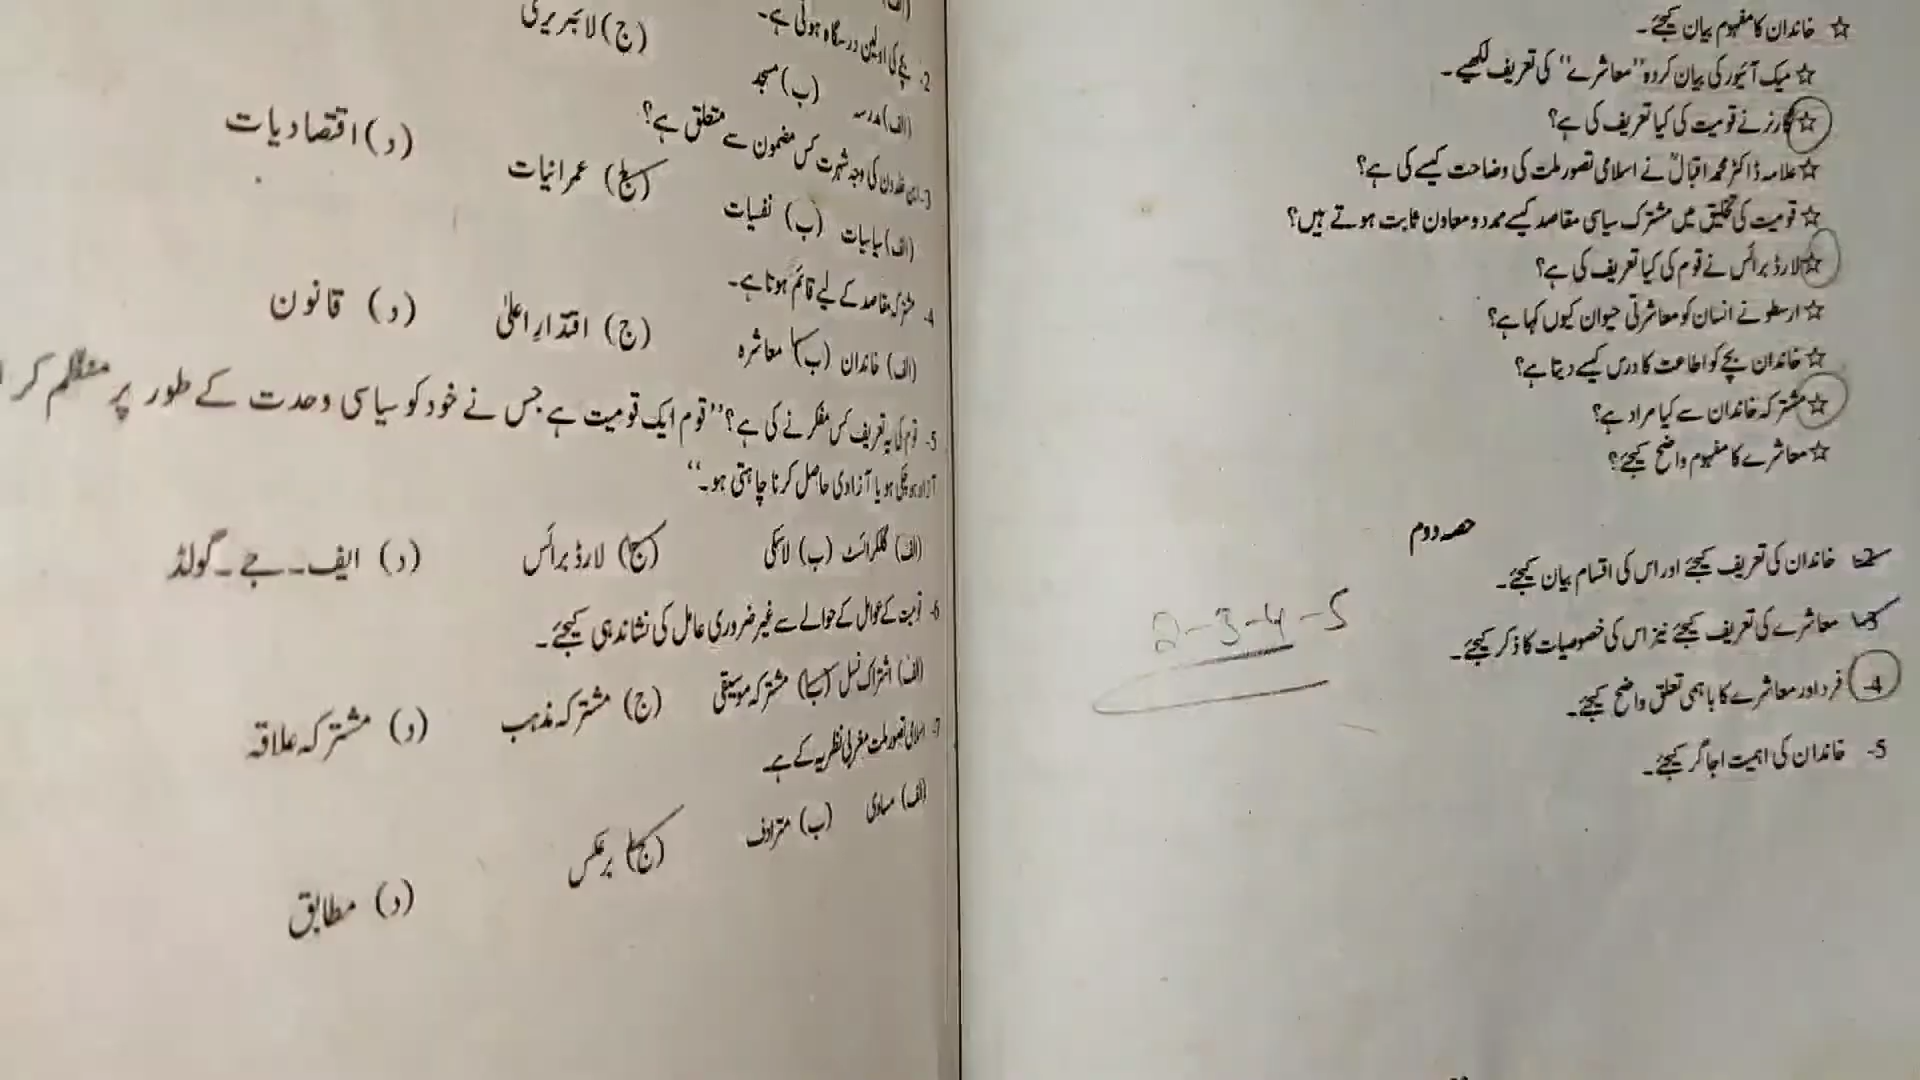 ☆ خاندان کا مفہوم بیان کیجئے۔
☆ میک آئیور کی بیان کردہ "معاشرے" کی تعریف لکھیے۔
☆ گارنر نے قومیت کی کیا تعریف کی ہے؟
☆ علامہ ڈاکٹر محمد اقبالؒ نے اسلامی تصور ملت کی وضاحت کیسے کی ہے؟
☆ قومیت کی تخلیق میں مشترک سیاسی مقاصد کیسے ممد و معاون ثابت ہوتے ہیں؟
☆ لارڈ برائس نے قوم کی کیا تعریف کی ہے؟
☆ ارسطو نے انسان کو معاشرتی حیوان کیوں کہا ہے؟
☆ خاندان بچے کو اطاعت کا درس کیسے دیتا ہے؟
☆ مشترکہ خاندان سے کیا مراد ہے؟
☆ معاشرے کا مفہوم واضح کیجئے؟
حصہ دوم
2- خاندان کی تعریف کیجئے اور اس کی اقسام بیان کیجئے۔
3- معاشرے کی تعریف کیجئے نیز اس کی خصوصیات کا ذکر کیجئے۔
4- فرد اور معاشرے کا باہمی تعلق واضح کیجئے۔
5- خاندان کی اہمیت اجاگر کیجئے۔
2-3-4-5
(الف)
2- بچے کی اولین درسگاہ ہوتی ہے۔
(الف) مدرسہ (ب) مسجد (ج) لائبریری
3- ابن خلدون کی وجہ شہرت کس مضمون سے متعلق ہے؟
(الف) سیاسیات (ب) نفسیات (ج) عمرانیات (د) اقتصادیات
4- مشترکہ مقاصد کے لیے قائم ہوتا ہے۔
(الف) خاندان (ب) معاشرہ (ج) اقتدارِ اعلیٰ (د) قانون
5- قوم کی یہ تعریف کس مفکر نے کی ہے؟ "قوم ایک قومیت ہے جس نے خود کو سیاسی وحدت کے طور پر منظم کر
آزاد ہو چکی ہو یا آزادی حاصل کرنا چاہتی ہو۔"
(الف) گلکرائسٹ (ب) لاسکی (ج) لارڈ برائس (د) ایف۔جے۔گولڈ
6- قومیت کے عوامل کے حوالے سے غیر ضروری عامل کی نشاندہی کیجئے۔
(الف) اشتراک نسل (ب) مشترکہ موسیقی (ج) مشترکہ مذہب (د) مشترکہ علاقہ
7- اسلامی تصور ملت مغربی نظریہ کے ہے۔
(الف) مساوی (ب) مترادف (ج) برعکس (د) مطابق